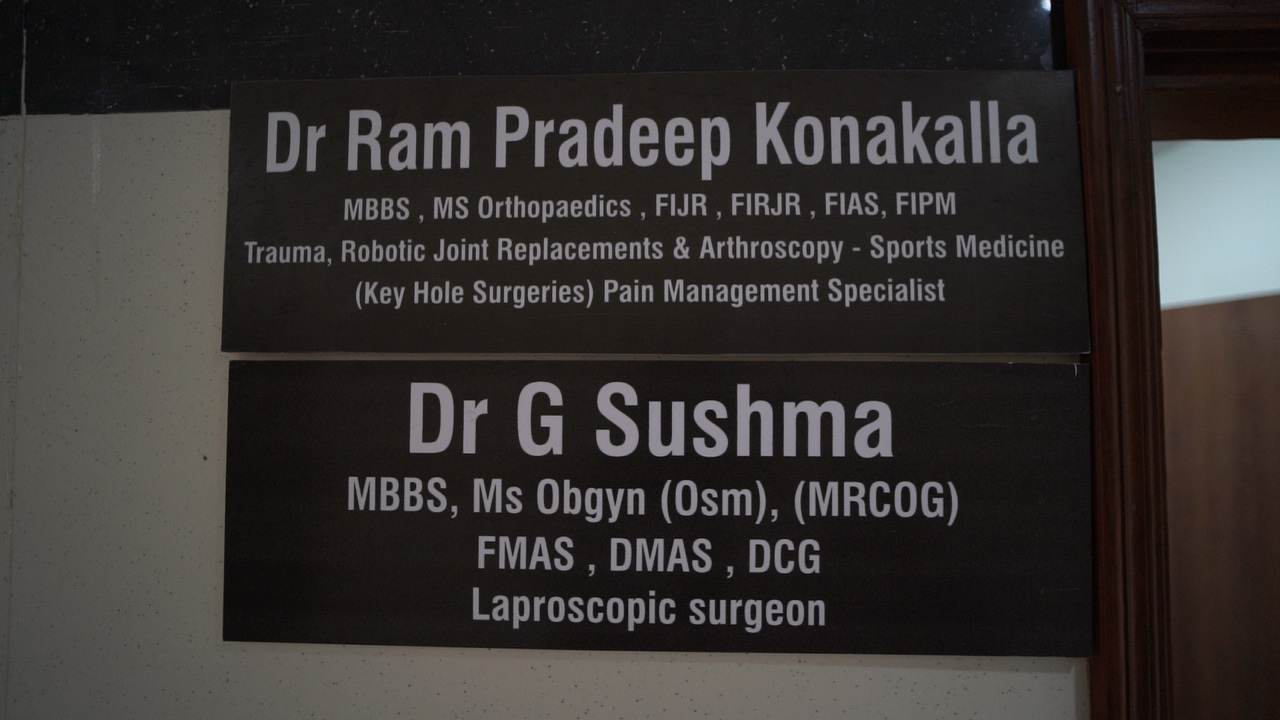 Dr Ram Pradeep Konakalla
MBBS , MS Orthopaedics , FIJR , FIRJR , FIAS, FIPM
Trauma, Robotic Joint Replacements & Arthroscopy - Sports Medicine
(Key Hole Surgeries) Pain Management Specialist
Dr G Sushma
MBBS, Ms Obgyn (Osm), (MRCOG)
FMAS , DMAS , DCG
Laproscopic surgeon